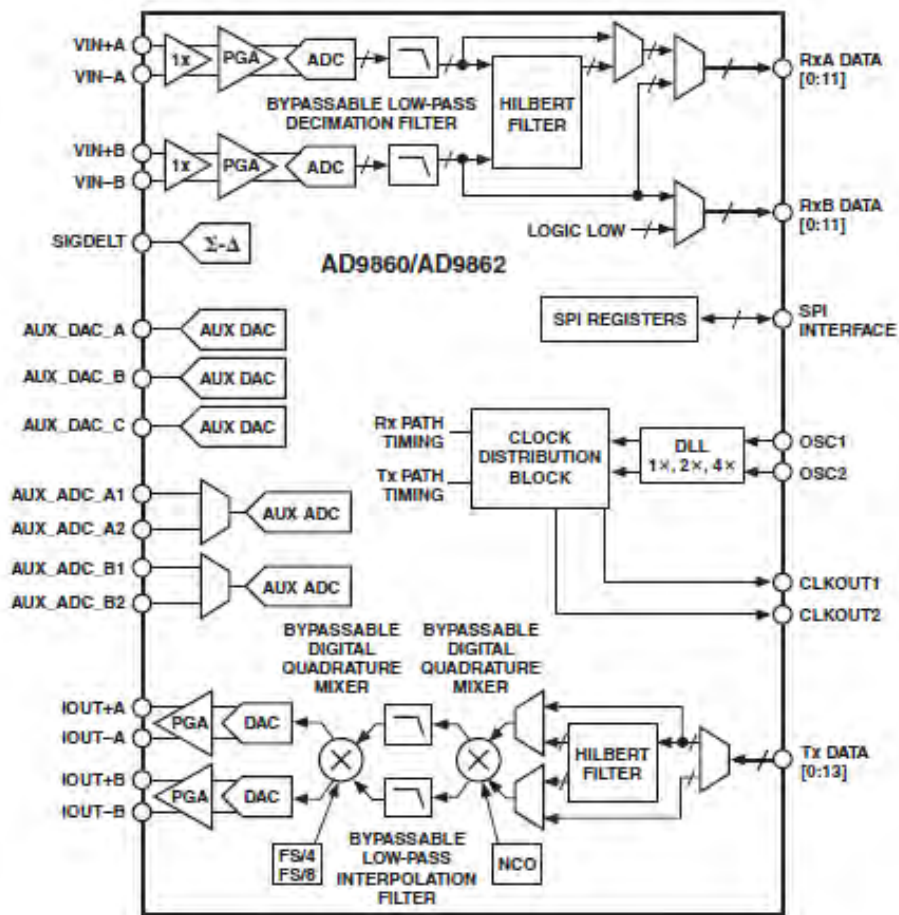 VIN+A
VIN−A
1x
PGA
ADC
BYPASSABLE LOW-PASS
DECIMATION FILTER
HILBERT
FILTER
RxA DATA
[0:11]
VIN+B
VIN−B
1x
PGA
ADC
LOGIC LOW
RxB DATA
[0:11]
SIGDELT
Σ-Δ
AD9860/AD9862
SPI REGISTERS
SPI
INTERFACE
AUX_DAC_A
AUX DAC
AUX_DAC_B
AUX DAC
AUX_DAC_C
AUX DAC
Rx PATH
TIMING
Tx PATH
TIMING
CLOCK
DISTRIBUTION
BLOCK
DLL
1×, 2×, 4×
OSC1
OSC2
AUX_ADC_A1
AUX_ADC_A2
AUX ADC
AUX_ADC_B1
AUX_ADC_B2
AUX ADC
CLKOUT1
CLKOUT2
BYPASSABLE
DIGITAL
QUADRATURE
MIXER
BYPASSABLE
DIGITAL
QUADRATURE
MIXER
IOUT+A
IOUT−A
PGA
DAC
HILBERT
FILTER
Tx DATA
[0:13]
IOUT+B
IOUT−B
PGA
DAC
FS/4
FS/8
BYPASSABLE
LOW-PASS
INTERPOLATION
FILTER
NCO